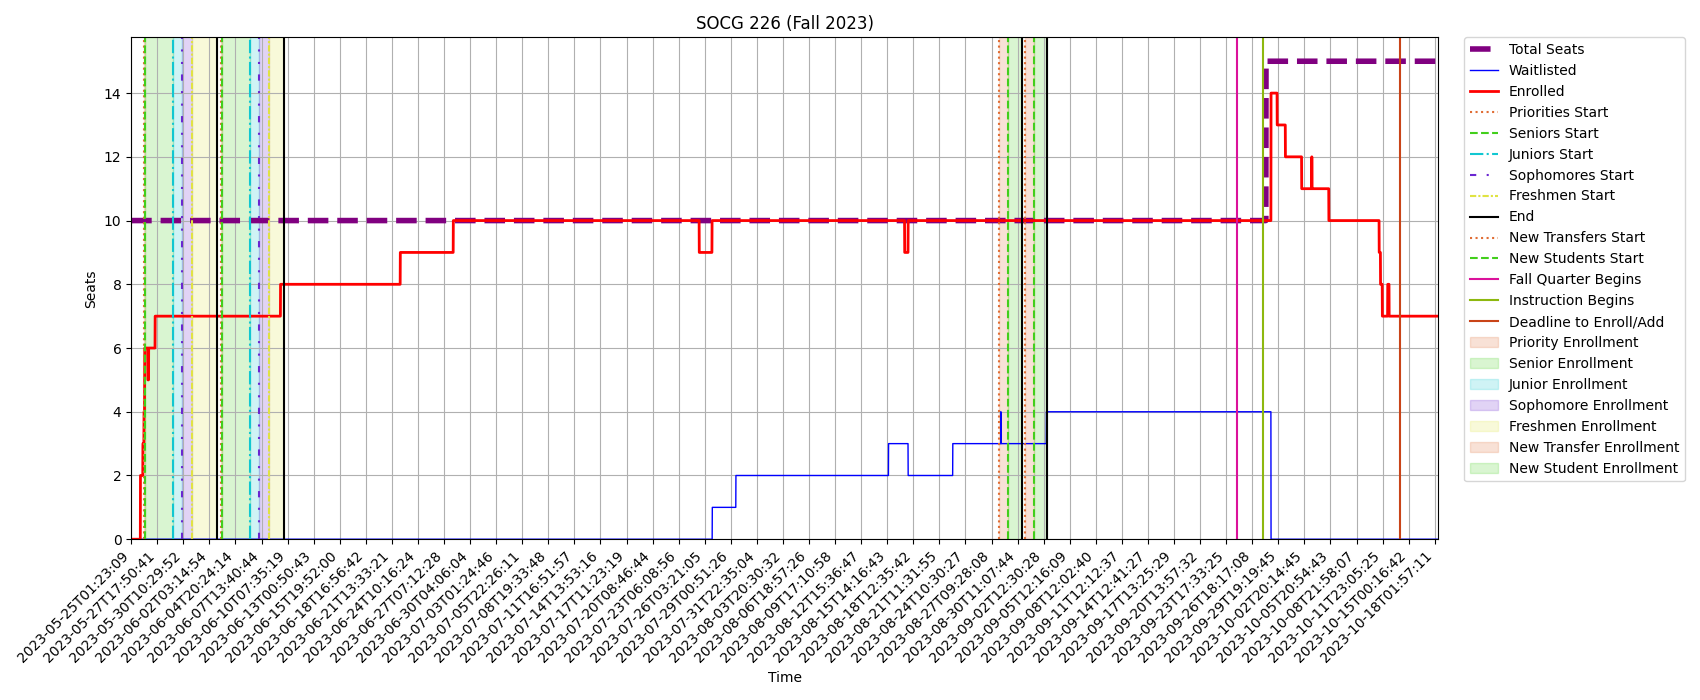 SOCG 226 (Fall 2023)
Seats
14
12
10
8
6
4
2
0
2023-05-25T01:23:09
2023-05-27T17:50:41
2023-05-30T10:29:52
2023-06-02T03:14:54
2023-06-04T20:24:14
2023-06-07T13:40:44
2023-06-10T07:35:19
2023-06-13T00:50:43
2023-06-15T19:52:00
2023-06-18T16:56:42
2023-06-21T13:33:21
2023-06-24T10:16:24
2023-06-27T07:12:28
2023-06-30T04:06:04
2023-07-03T01:24:46
2023-07-05T22:26:11
2023-07-08T19:33:48
2023-07-11T16:51:57
2023-07-14T13:53:16
2023-07-17T11:23:19
2023-07-20T08:46:44
2023-07-23T06:08:56
2023-07-26T03:21:05
2023-07-29T00:51:26
2023-07-31T22:35:04
2023-08-03T20:30:32
2023-08-06T18:57:26
2023-08-09T17:10:58
2023-08-12T15:36:47
2023-08-15T14:16:43
2023-08-18T12:35:42
2023-08-21T11:31:55
2023-08-24T10:30:27
2023-08-27T09:28:08
2023-08-30T11:07:44
2023-09-02T12:30:28
2023-09-05T12:16:09
2023-09-08T12:02:40
2023-09-11T12:12:37
2023-09-14T12:41:27
2023-09-17T13:25:29
2023-09-20T13:57:32
2023-09-23T17:33:25
2023-09-26T18:17:08
2023-09-29T19:19:45
2023-10-02T20:14:45
2023-10-05T20:54:43
2023-10-08T21:58:07
2023-10-11T23:05:25
2023-10-15T00:16:42
2023-10-18T01:57:11
Time
Total Seats
Waitlisted
Enrolled
Priorities Start
Seniors Start
Juniors Start
Sophomores Start
Freshmen Start
End
New Transfers Start
New Students Start
Fall Quarter Begins
Instruction Begins
Deadline to Enroll/Add
Priority Enrollment
Senior Enrollment
Junior Enrollment
Sophomore Enrollment
Freshmen Enrollment
New Transfer Enrollment
New Student Enrollment